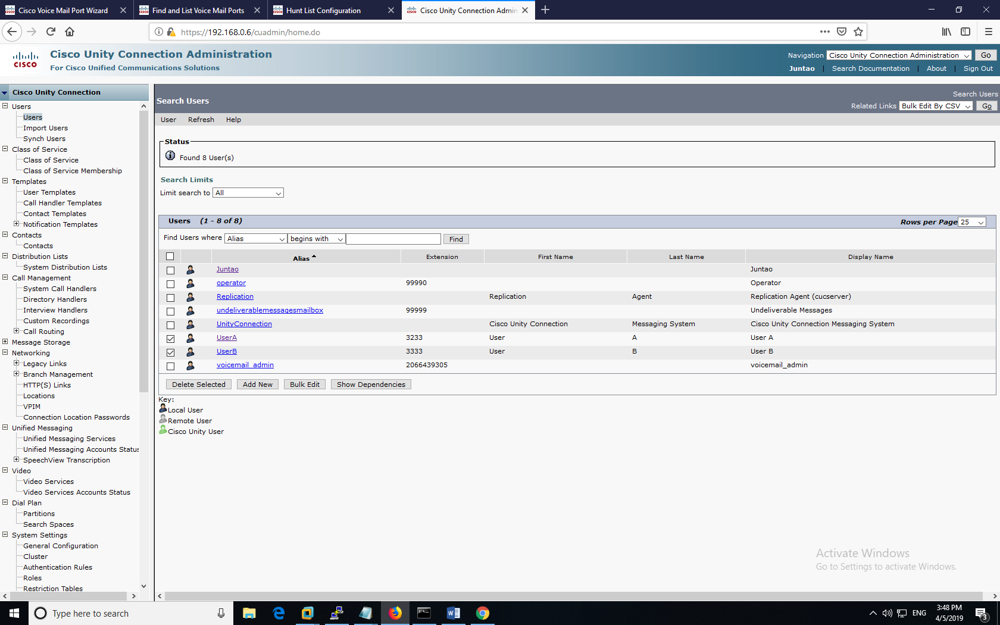 Cisco Voice Mail Port Wizard
Find and List Voice Mail Ports
Hunt List Configuration
Cisco Unity Connection Admin
https://192.168.0.6/cuadmin/home.do
CISCO
Cisco Unity Connection Administration
For Cisco Unified Communications Solutions
Navigation Cisco Unity Connection Administration Go
Juntao | Search Documentation | About | Sign Out
Cisco Unity Connection
Users
Users
Import Users
Synch Users
Class of Service
Class of Service
Class of Service Membership
Templates
User Templates
Call Handler Templates
Contact Templates
Notification Templates
Contacts
Contacts
Distribution Lists
System Distribution Lists
Call Management
System Call Handlers
Directory Handlers
Interview Handlers
Custom Recordings
Call Routing
Message Storage
Networking
Legacy Links
Branch Management
HTTP(S) Links
Locations
VPIM
Connection Location Passwords
Unified Messaging
Unified Messaging Services
Unified Messaging Accounts Status
SpeechView Transcription
Video
Video Services
Video Services Accounts Status
Dial Plan
Partitions
Search Spaces
System Settings
General Configuration
Cluster
Authentication Rules
Roles
Restriction Tables
Search Users
Search Users
Related Links Bulk Edit By CSV Go
User Refresh Help
Status
Found 8 User(s)
Search Limits
Limit search to All
Users (1 - 8 of 8)
Rows per Page 25
Find Users where Alias begins with Find
Alias Extension First Name Last Name Display Name
Juntao Juntao
operator 99990 Operator
Replication Replication Agent Replication Agent (cucserver)
undeliverablemessagesmailbox 99999 Undeliverable Messages
UnityConnection Cisco Unity Connection Messaging System Cisco Unity Connection Messaging System
UserA 3233 User A User A
UserB 3333 User B User B
voicemail_admin 2066439305 voicemail_admin
Delete Selected Add New Bulk Edit Show Dependencies
Key:
Local User
Remote User
Cisco Unity User
Activate Windows
Go to Settings to activate Windows.
Type here to search
ENG
3:48 PM
4/5/2019
3